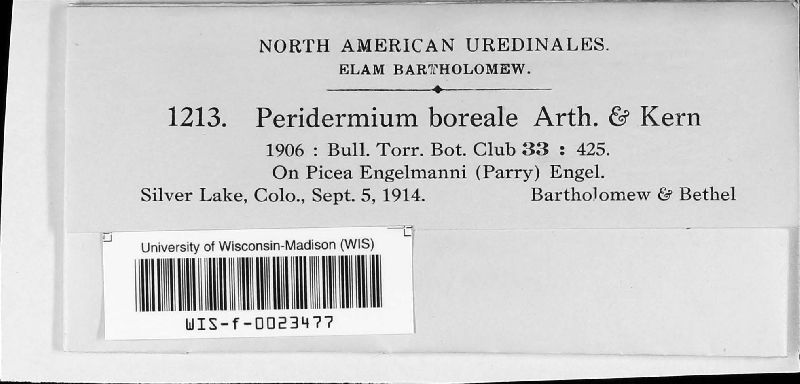 NORTH AMERICAN UREDINALES.
ELAM BARTHOLOMEW.
1213. Peridermium boreale Arth. & Kern
1906 : Bull. Torr. Bot. Club 33 : 425.
On Picea Engelmanni (Parry) Engel.
Silver Lake, Colo., Sept. 5, 1914. Bartholomew & Bethel
University of Wisconsin-Madison (WIS)
WIS-f-0023477